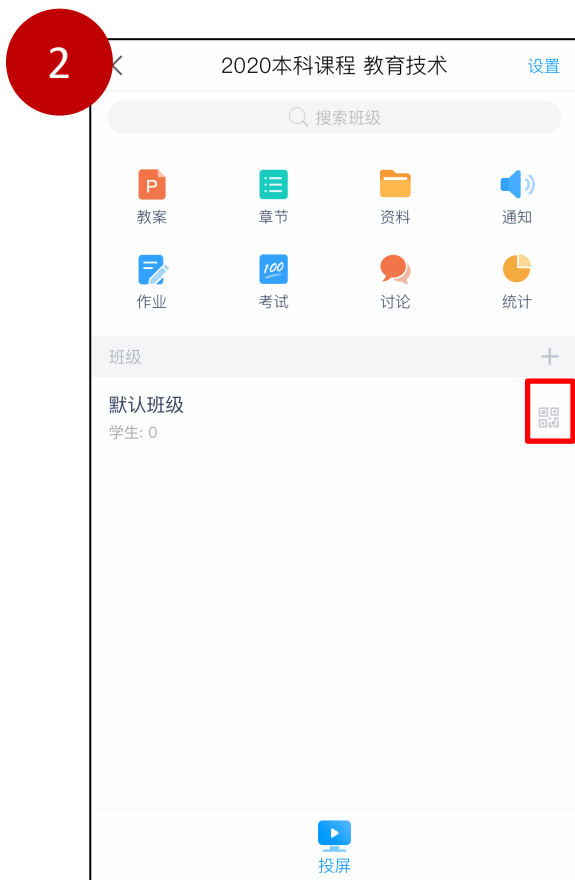 2
2020本科课程 教育技术
设置
搜索班级
P
教案
章节
资料
通知
作业
100
考试
讨论
统计
班级
默认班级
学生: 0
投屏